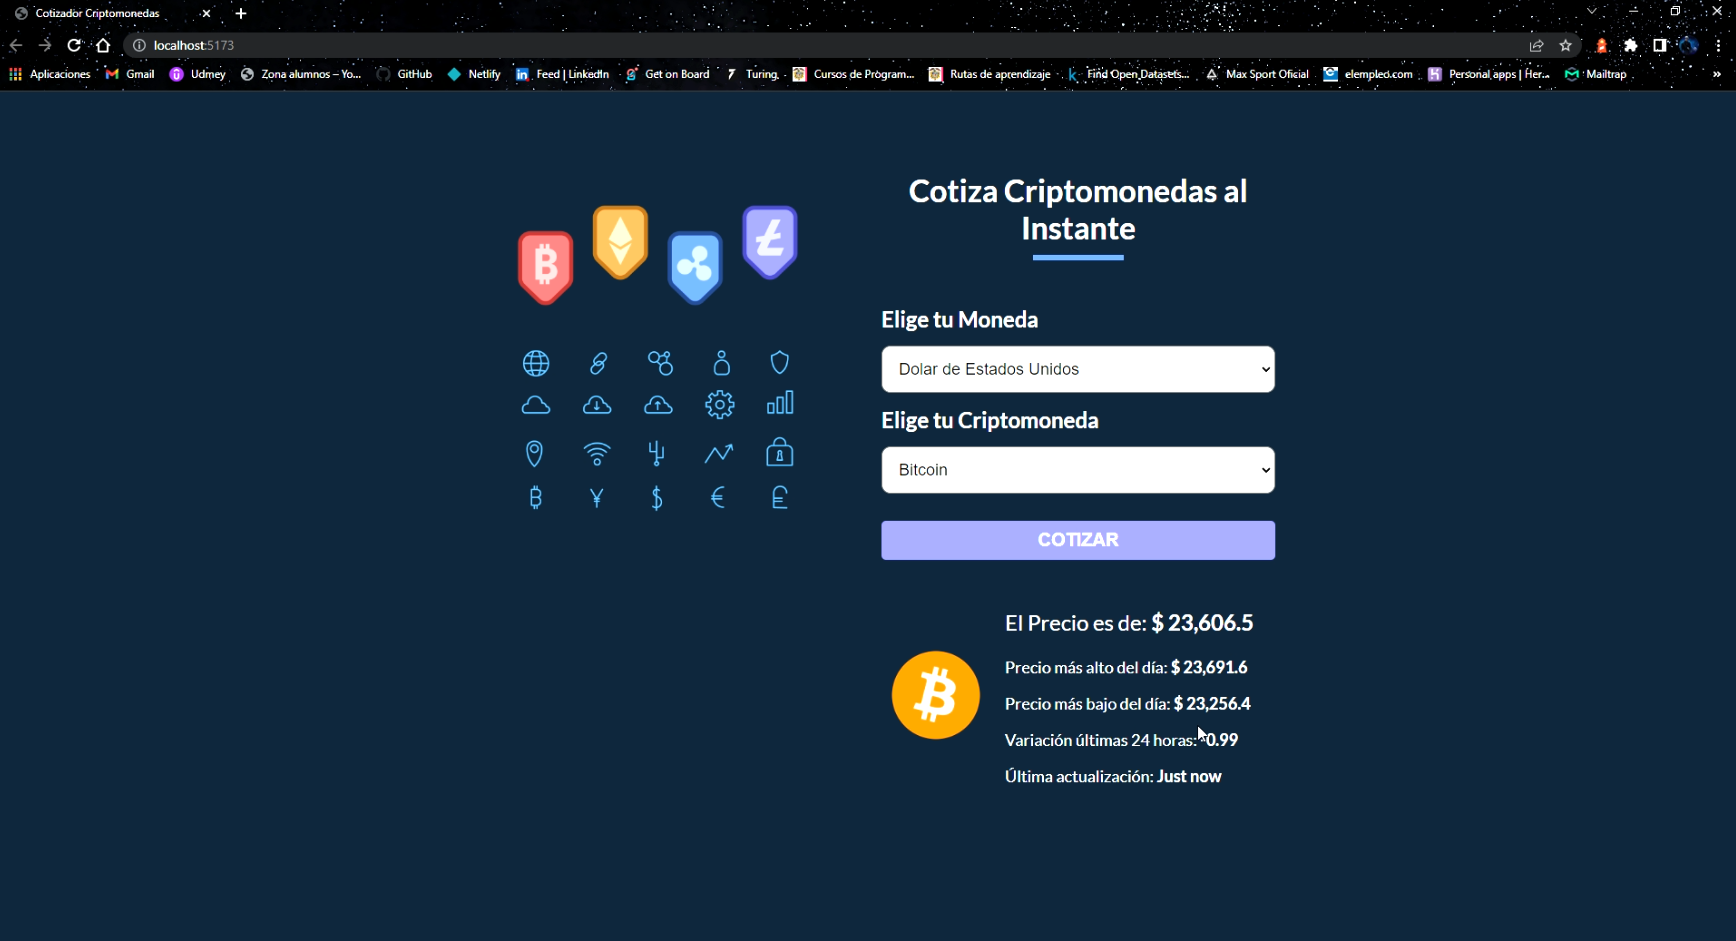 Cotizador Criptomonedas
localhost:5173
Aplicaciones Gmail Udmey Zona alumnos – Yo... GitHub Netlify Feed | LinkedIn Get on Board Turing Cursos de Program... Rutas de aprendizaje Find Open Datasets... Max Sport Oficial elempleo.com Personal apps | Her... Mailtrap »
Cotiza Criptomonedas al
Instante
Elige tu Moneda
Dolar de Estados Unidos
Elige tu Criptomoneda
Bitcoin
COTIZAR
El Precio es de: $ 23,606.5
Precio más alto del día: $ 23,691.6
Precio más bajo del día: $ 23,256.4
Variación últimas 24 horas: 0.99
Última actualización: Just now